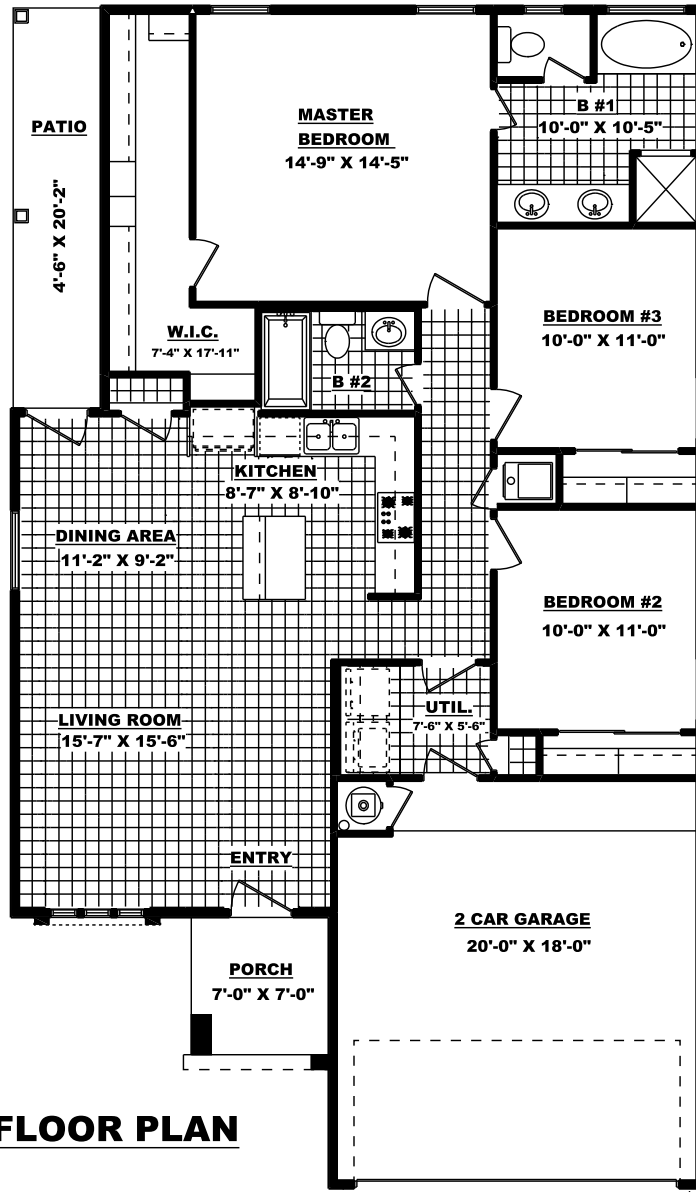 PATIO
4'-6" X 20'-2"
MASTER
BEDROOM
14'-9" X 14'-5"
B #1
10'-0" X 10'-5"
W.I.C.
7'-4" X 17'-11"
B #2
BEDROOM #3
10'-0" X 11'-0"
KITCHEN
8'-7" X 8'-10"
DINING AREA
11'-2" X 9'-2"
BEDROOM #2
10'-0" X 11'-0"
LIVING ROOM
15'-7" X 15'-6"
UTIL.
7'-6" X 5'-6"
ENTRY
2 CAR GARAGE
20'-0" X 18'-0"
PORCH
7'-0" X 7'-0"
FLOOR PLAN